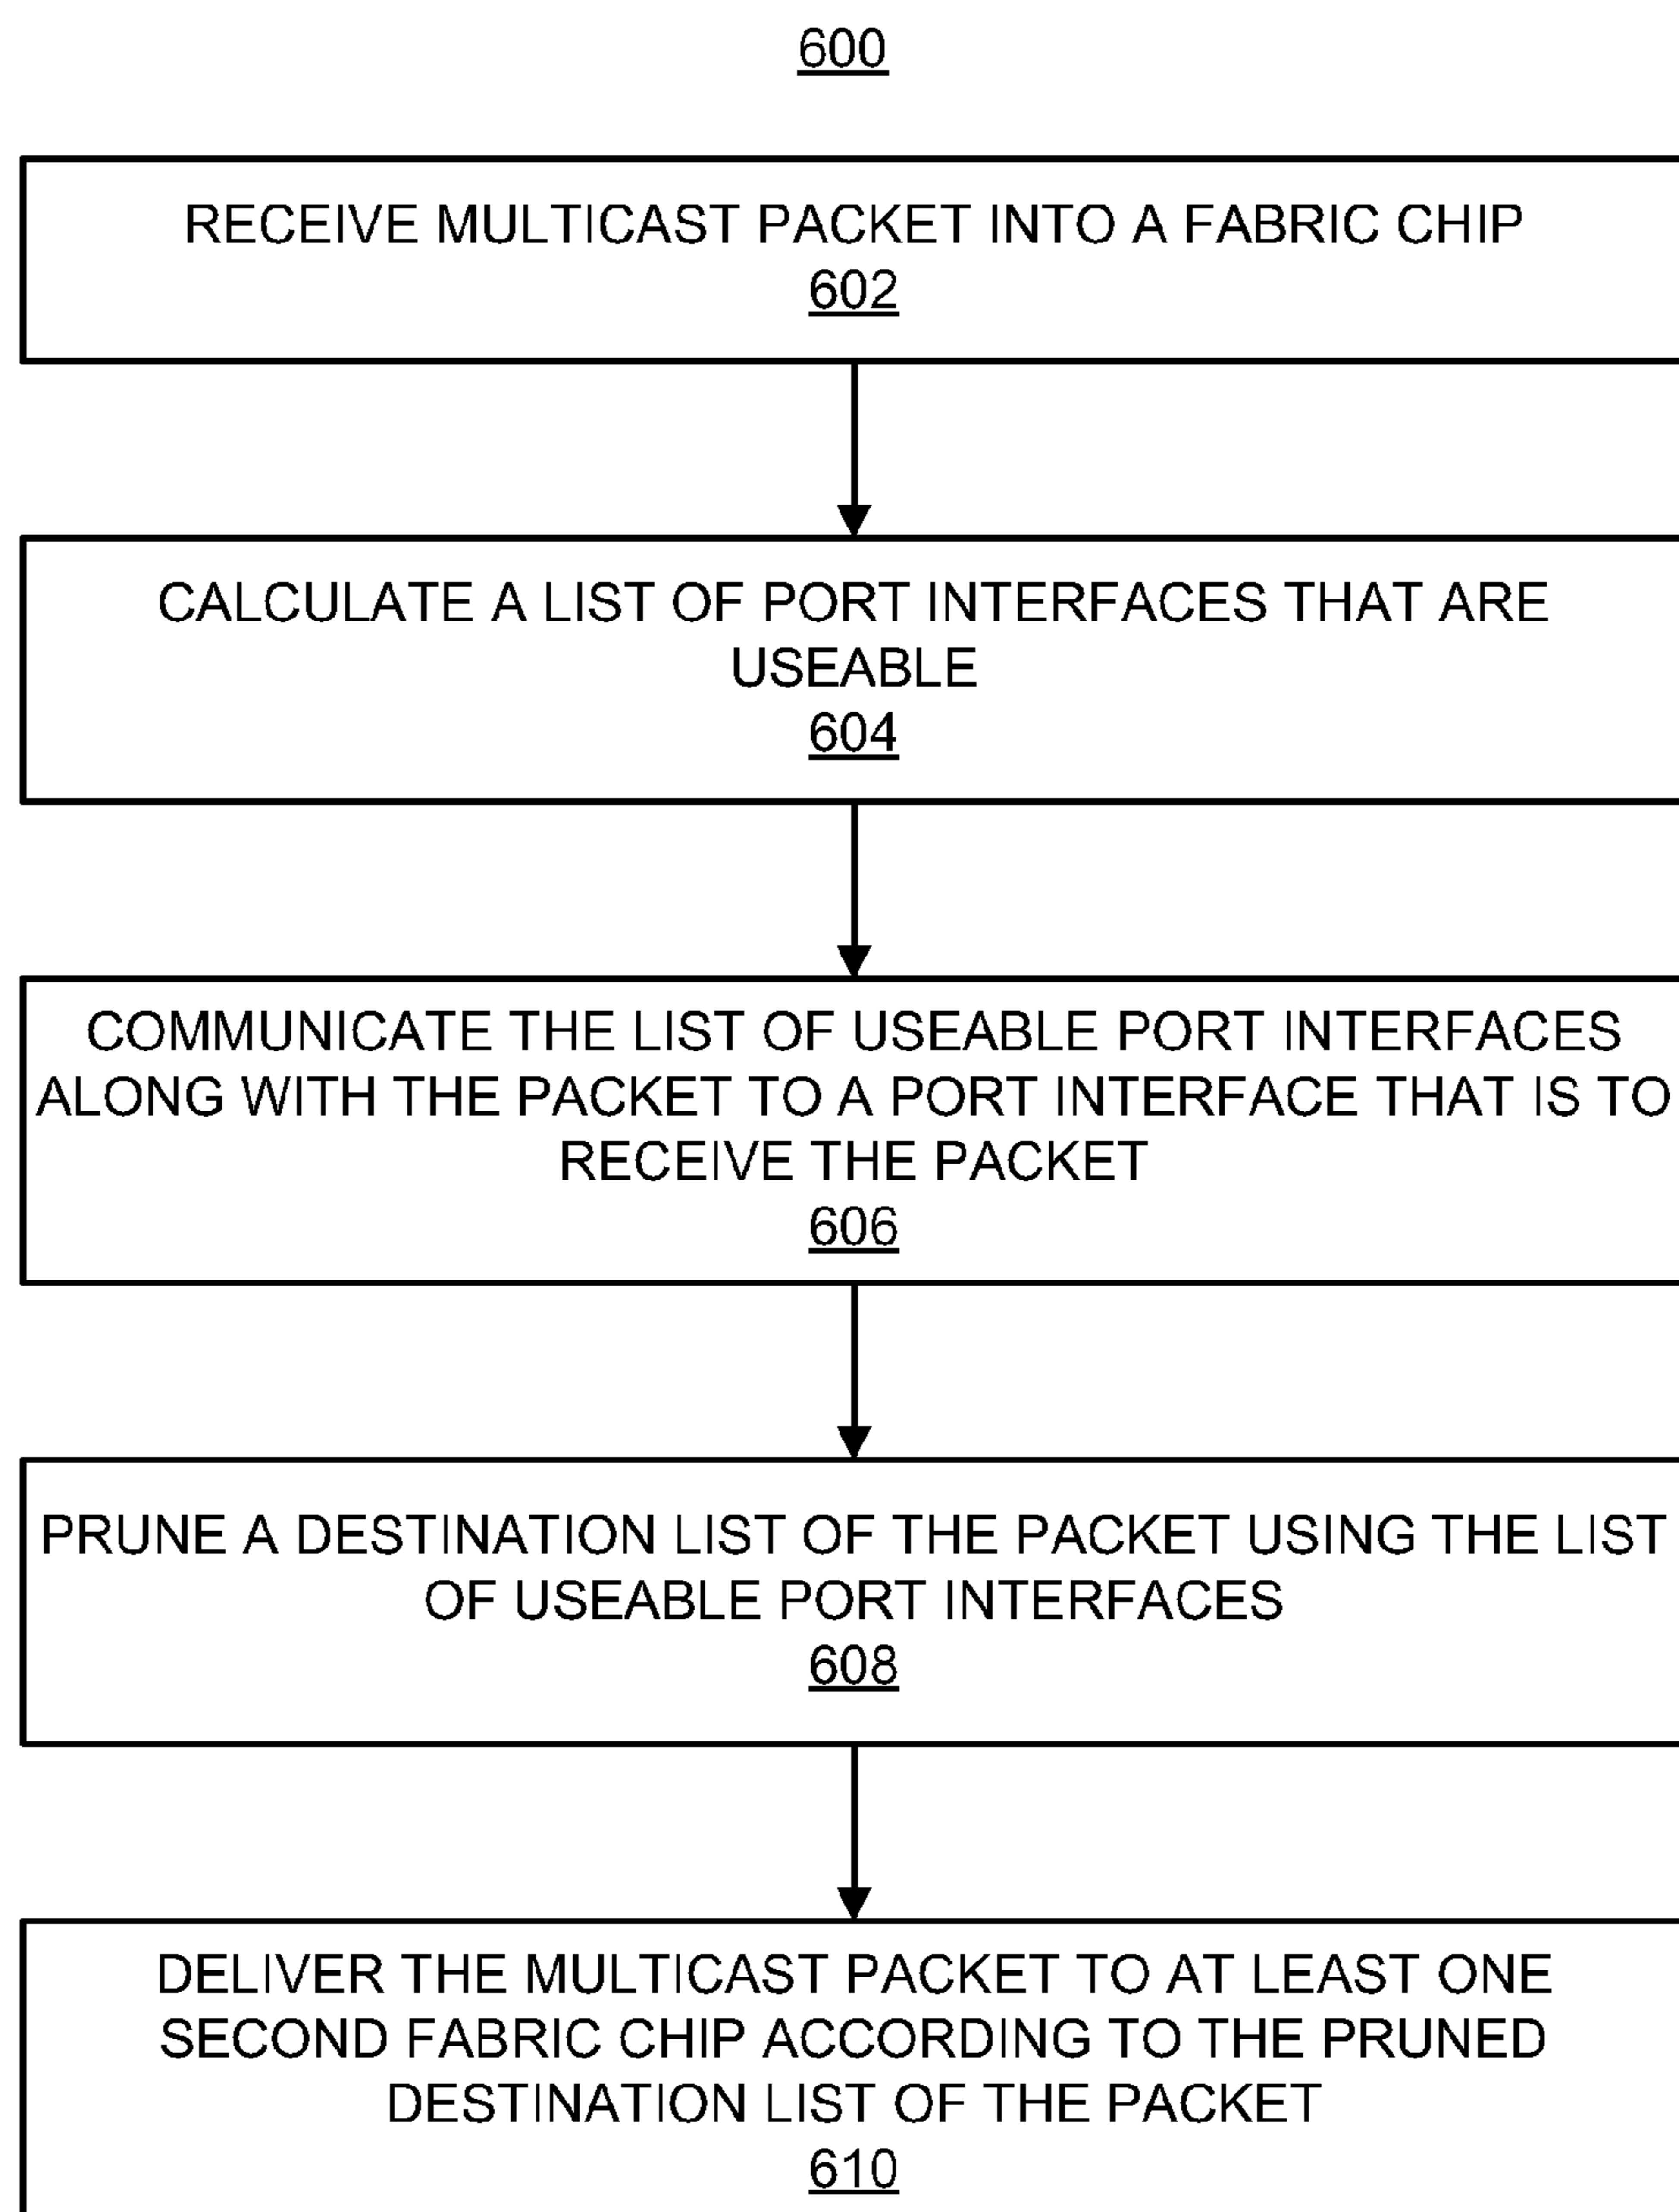 600
RECEIVE MULTICAST PACKET INTO A FABRIC CHIP
602
CALCULATE A LIST OF PORT INTERFACES THAT ARE
USEABLE
604
COMMUNICATE THE LIST OF USEABLE PORT INTERFACES
ALONG WITH THE PACKET TO A PORT INTERFACE THAT IS TO
RECEIVE THE PACKET
606
PRUNE A DESTINATION LIST OF THE PACKET USING THE LIST
OF USEABLE PORT INTERFACES
608
DELIVER THE MULTICAST PACKET TO AT LEAST ONE
SECOND FABRIC CHIP ACCORDING TO THE PRUNED
DESTINATION LIST OF THE PACKET
610